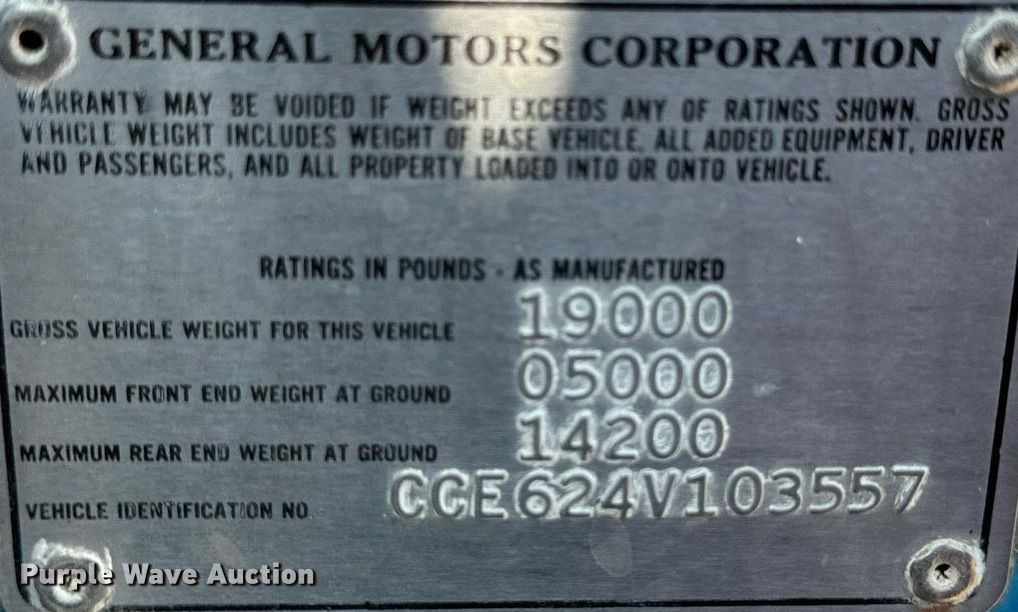 GENERAL MOTORS CORPORATION
WARRANTY MAY BE VOIDED IF WEIGHT EXCEEDS ANY OF RATINGS SHOWN. GROSS
VEHICLE WEIGHT INCLUDES WEIGHT OF BASE VEHICLE, ALL ADDED EQUIPMENT, DRIVER
AND PASSENGERS, AND ALL PROPERTY LOADED INTO OR ONTO VEHICLE.
RATINGS IN POUNDS - AS MANUFACTURED
GROSS VEHICLE WEIGHT FOR THIS VEHICLE 19000
MAXIMUM FRONT END WEIGHT AT GROUND 05000
MAXIMUM REAR END WEIGHT AT GROUND 14200
VEHICLE IDENTIFICATION NO CCE624V103557
Purple Wave Auction